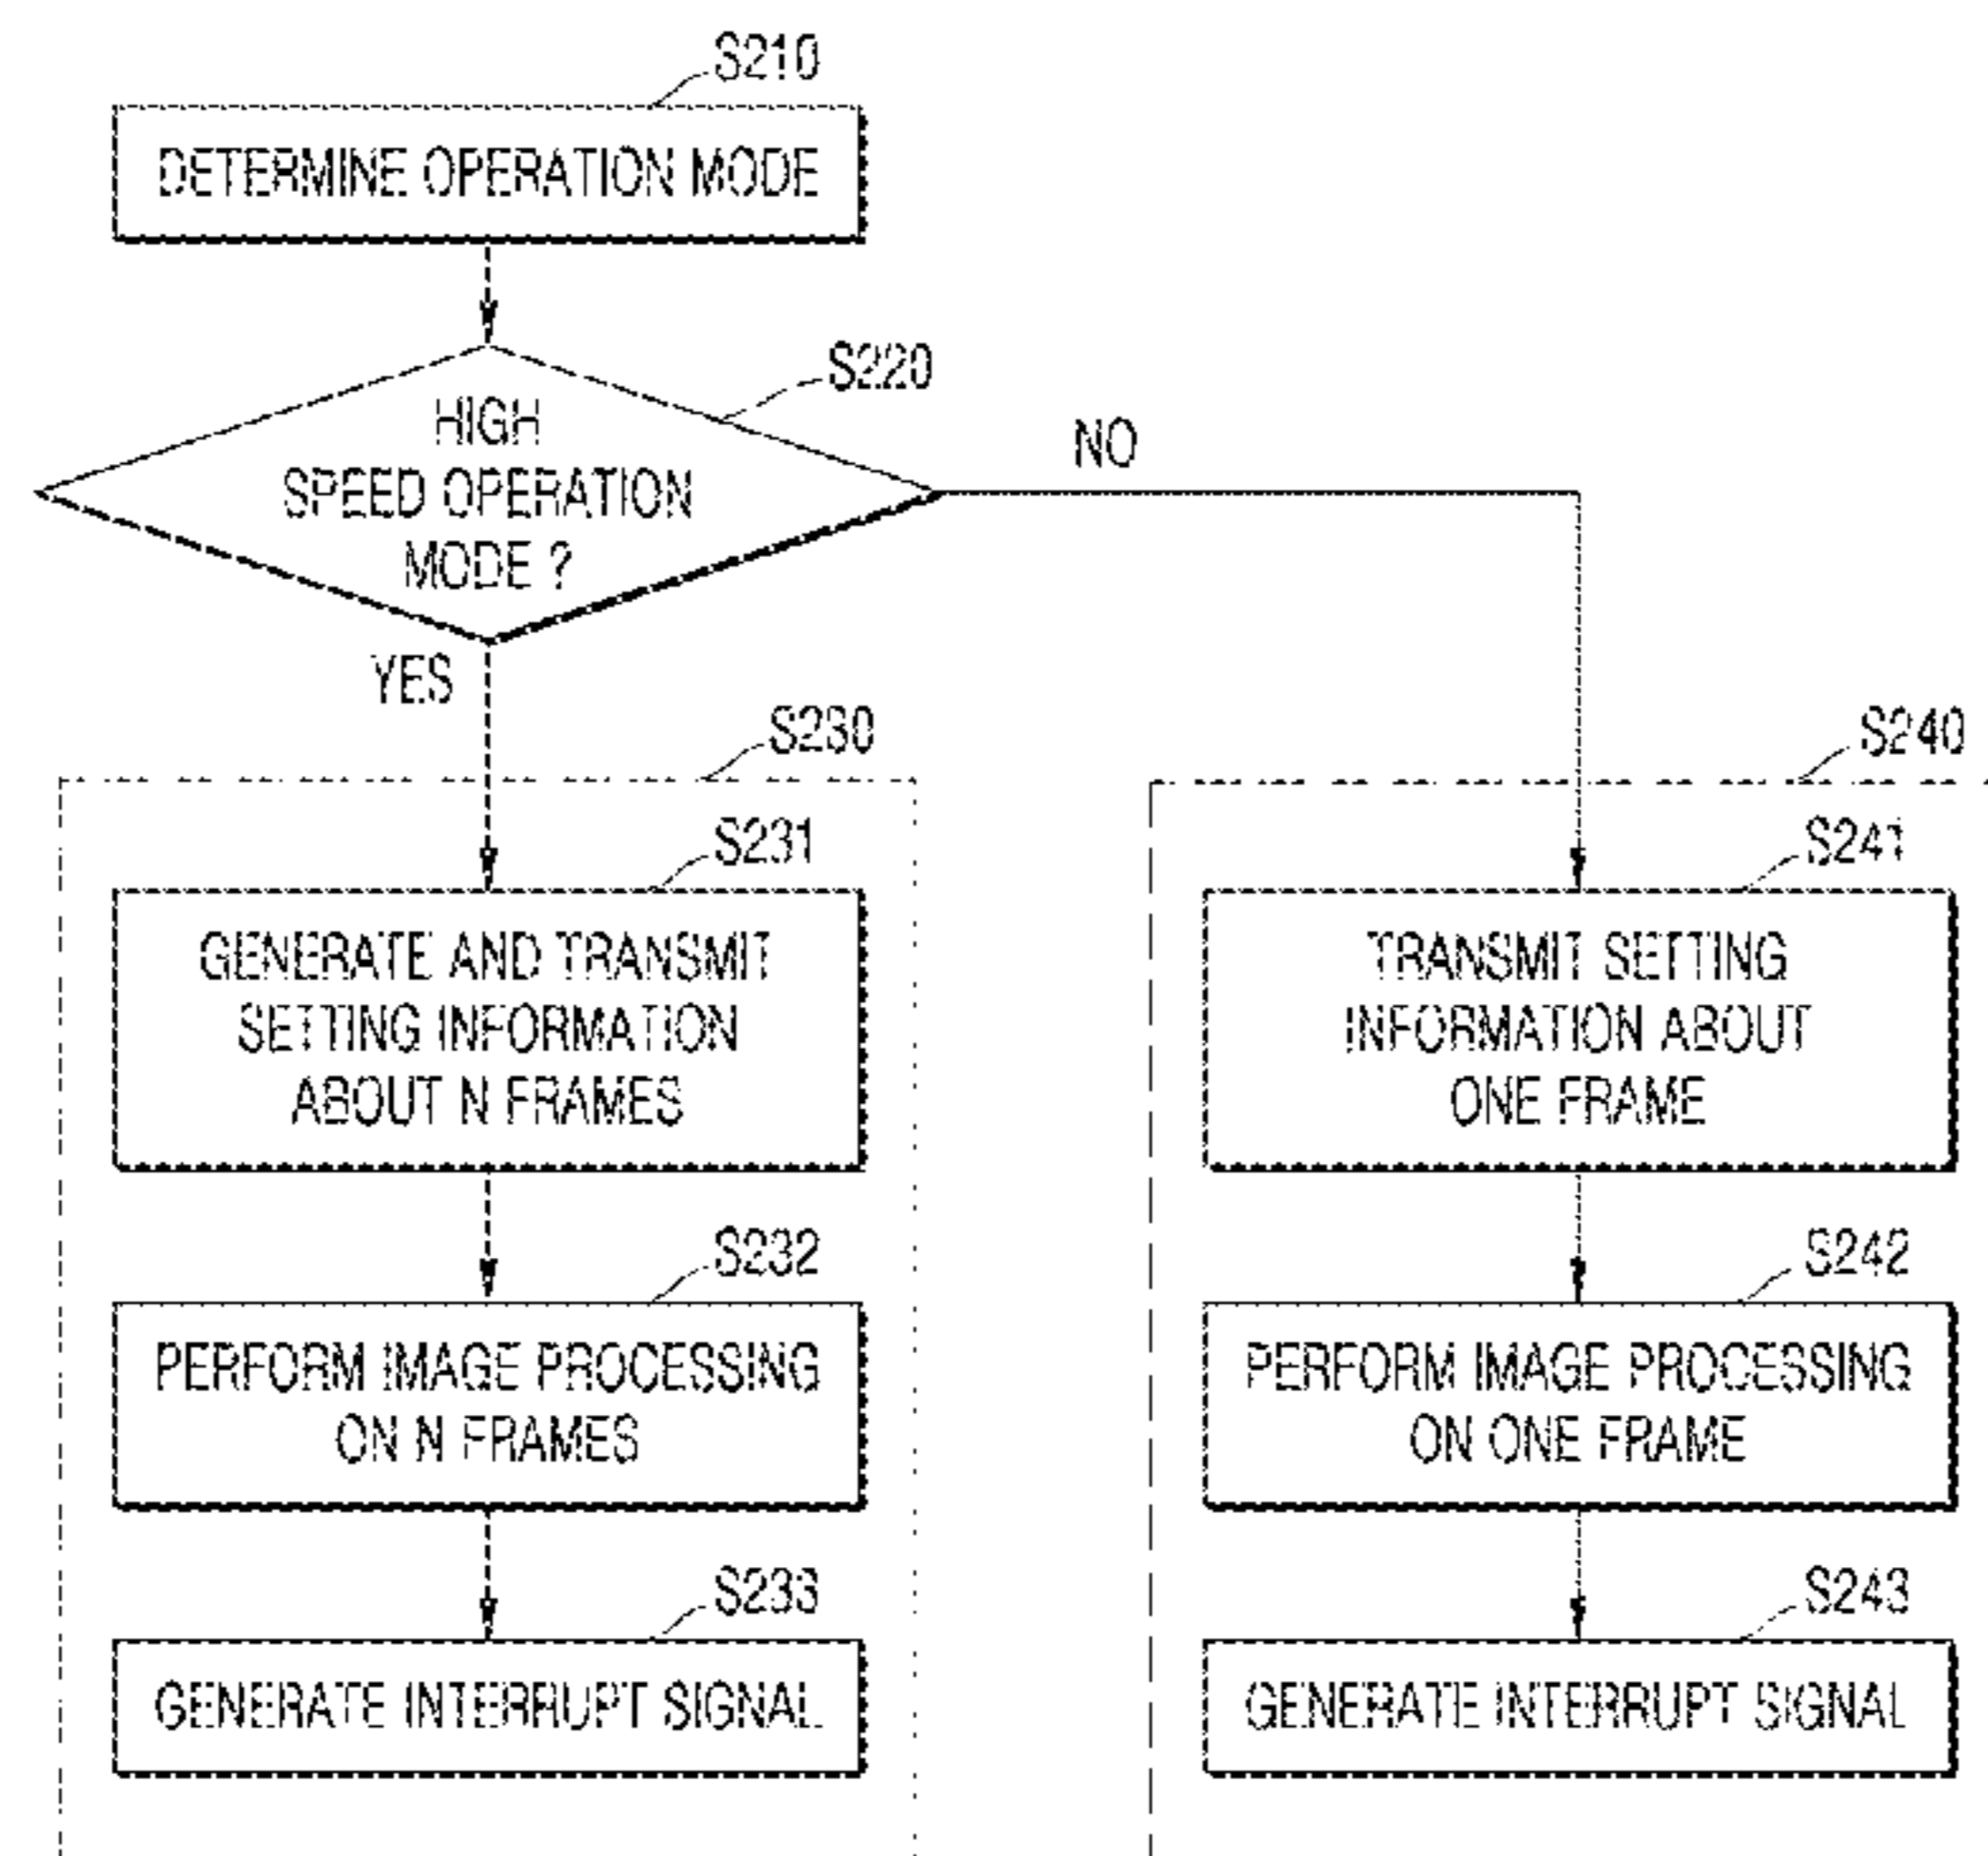 S210
DETERMINE OPERATION MODE
S220
HIGH
SPEED OPERATION
MODE ?
NO
YES
S230
S231
GENERATE AND TRANSMIT
SETTING INFORMATION
ABOUT N FRAMES
S232
PERFORM IMAGE PROCESSING
ON N FRAMES
S233
GENERATE INTERRUPT SIGNAL
S240
S241
TRANSMIT SETTING
INFORMATION ABOUT
ONE FRAME
S242
PERFORM IMAGE PROCESSING
ON ONE FRAME
S243
GENERATE INTERRUPT SIGNAL